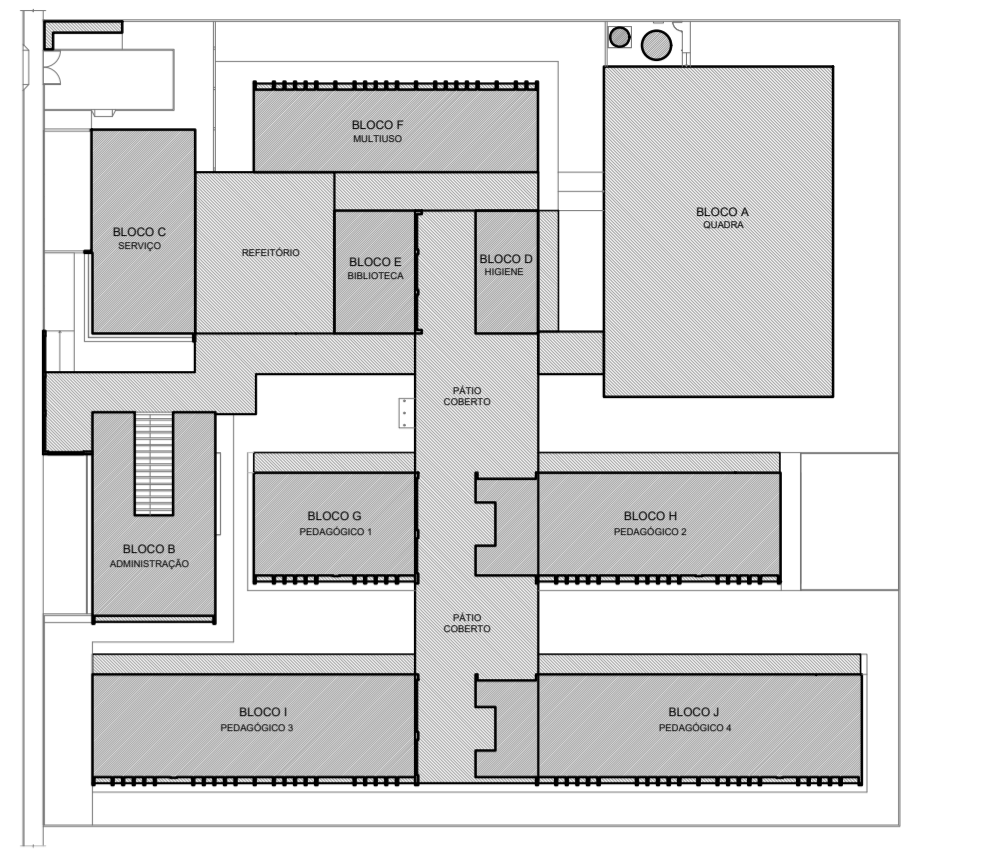 BLOCO F
MULTIUSO
BLOCO A
QUADRA
BLOCO C
SERVIÇO
REFEITÓRIO
BLOCO E
BIBLIOTECA
BLOCO D
HIGIENE
PÁTIO
COBERTO
BLOCO G
PEDAGÓGICO 1
BLOCO H
PEDAGÓGICO 2
BLOCO B
ADMINISTRAÇÃO
PÁTIO
COBERTO
BLOCO I
PEDAGÓGICO 3
BLOCO J
PEDAGÓGICO 4